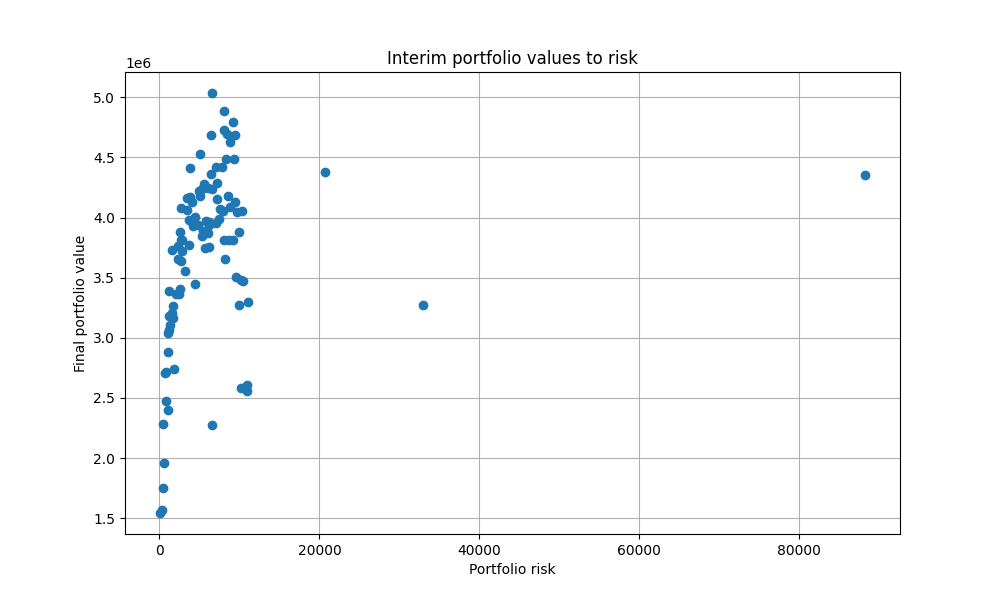 Interim portfolio values to risk
1e6
5.0
4.5
4.0
3.5
3.0
2.5
2.0
1.5
Final portfolio value
0 20000 40000 60000 80000
Portfolio risk